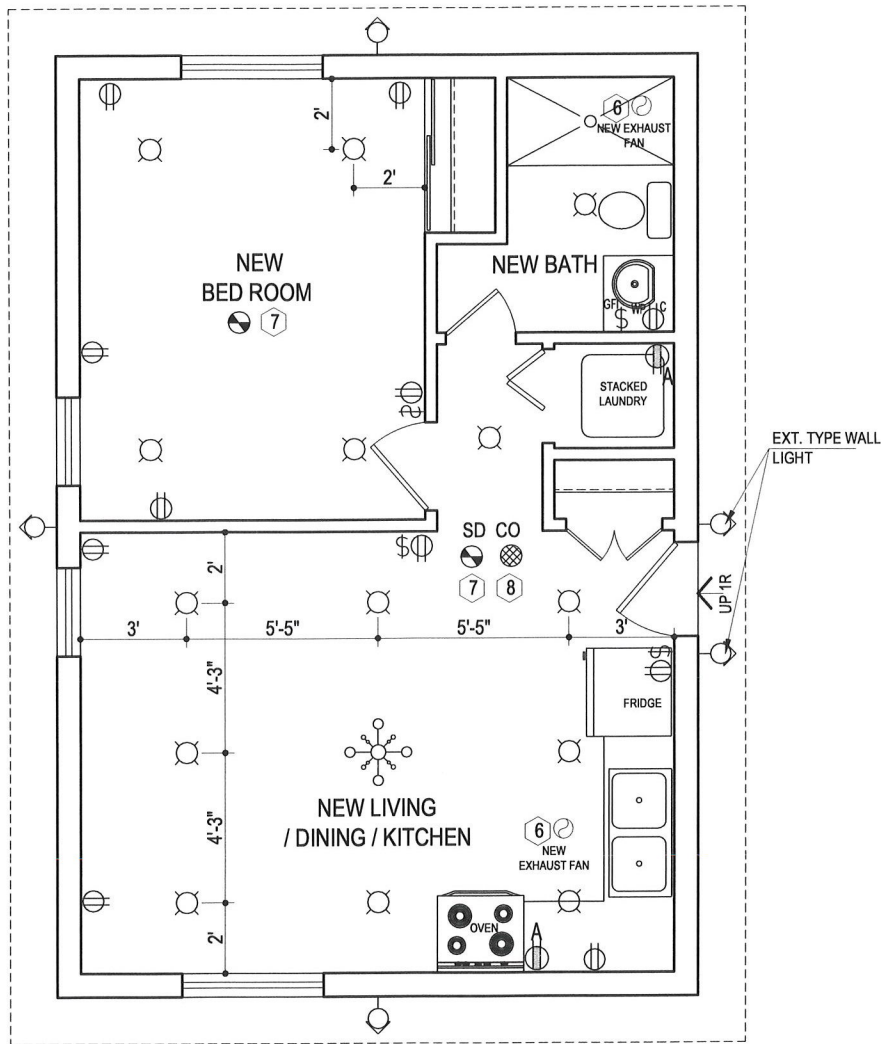 6
NEW EXHAUST
FAN
2'
2'
NEW
BED ROOM
7
NEW BATH
GFI WP LC
$
A
STACKED
LAUNDRY
$
EXT. TYPE WALL
LIGHT
$
SD CO
7 8
UP 1R
2'
3' 5'-5" 5'-5" 3'
4'-3"
$
FRIDGE
NEW LIVING
/ DINING / KITCHEN
4'-3"
6
NEW
EXHAUST FAN
OVEN
A
2'